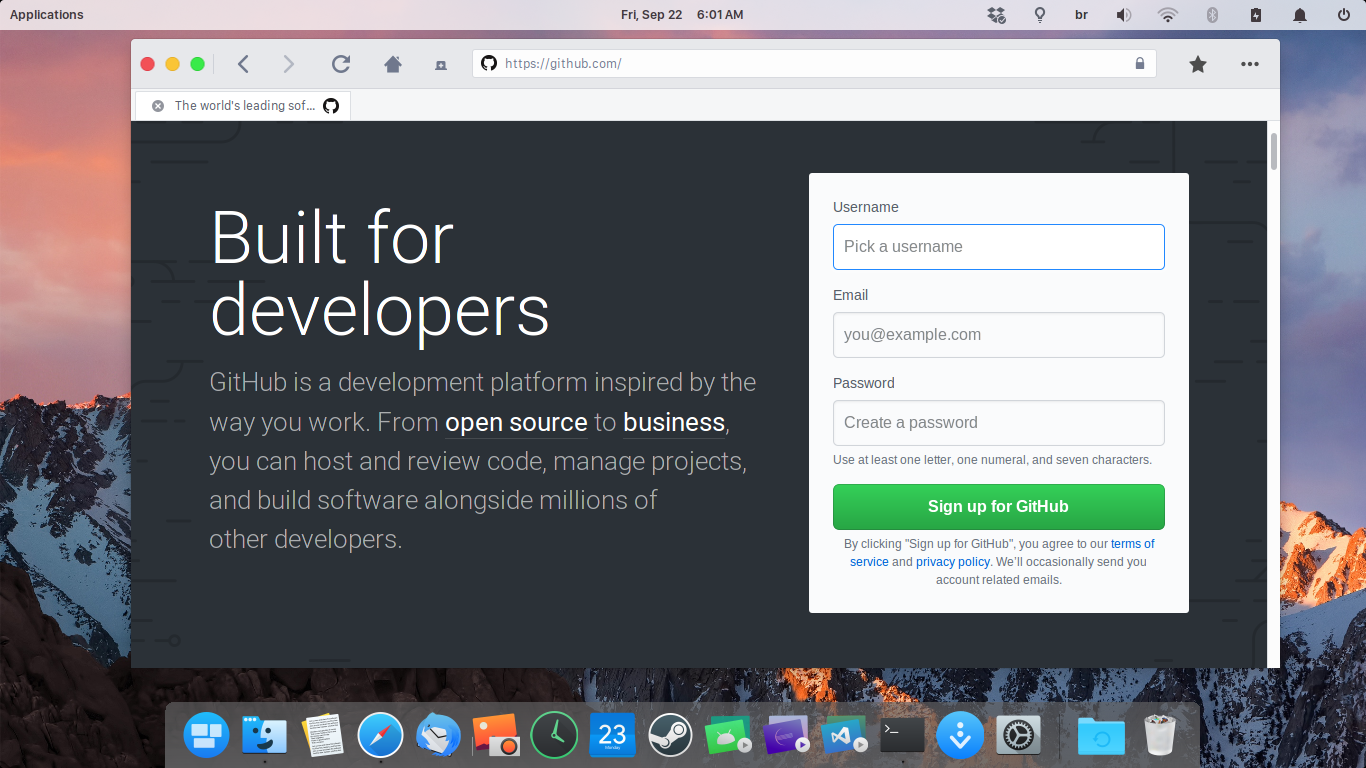 Applications
Fri, Sep 22 6:01 AM
br
https://github.com/
The world's leading sof...
Built for
developers
GitHub is a development platform inspired by the
way you work. From open source to business,
you can host and review code, manage projects,
and build software alongside millions of
other developers.
Username
Pick a username
Email
you@example.com
Password
Create a password
Use at least one letter, one numeral, and seven characters.
Sign up for GitHub
By clicking "Sign up for GitHub", you agree to our terms of
service and privacy policy. We'll occasionally send you
account related emails.
23
Monday
>_